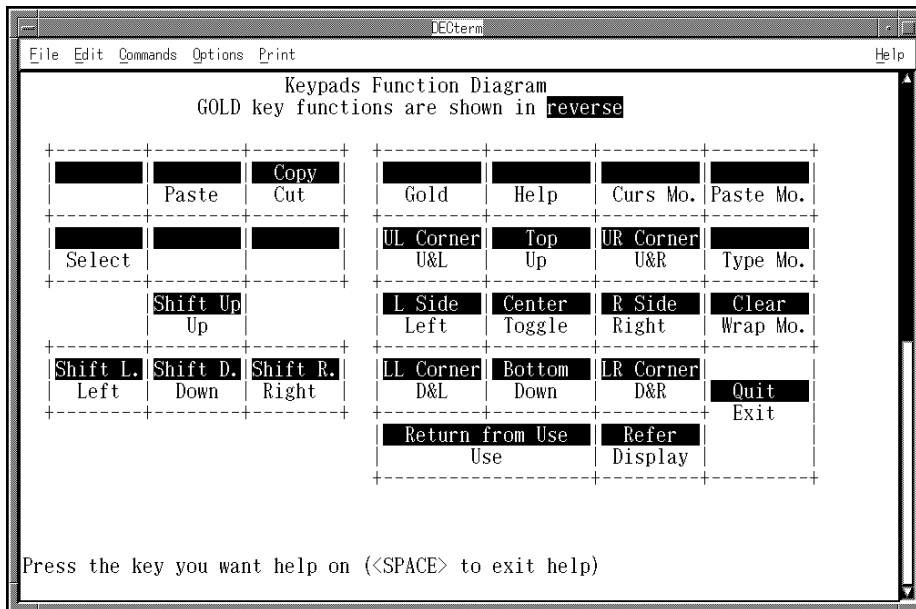 DECterm
File Edit Commands Options Print Help
Keypads Function Diagram
GOLD key functions are shown in reverse
Copy
Paste Cut Gold Help Curs Mo. Paste Mo.
UL Corner Top UR Corner
Select U&L Up U&R Type Mo.
Shift Up L Side Center R Side Clear
Up Left Toggle Right Wrap Mo.
Shift L. Shift D. Shift R. LL Corner Bottom LR Corner
Left Down Right D&L Down D&R Quit
Exit
Return from Use Refer
Use Display
Press the key you want help on (<SPACE> to exit help)